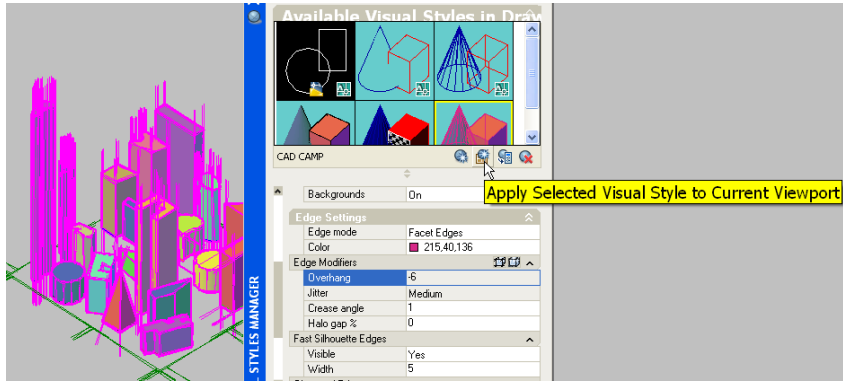 Available Visual Styles in Draw
CAD CAMP
Apply Selected Visual Style to Current Viewport
Backgrounds On
Edge Settings
Edge mode Facet Edges
Color 215,40,136
Edge Modifiers
Overhang -6
Jitter Medium
Crease angle 1
Halo gap % 0
Fast Silhouette Edges
Visible Yes
Width 5
STYLES MANAGER